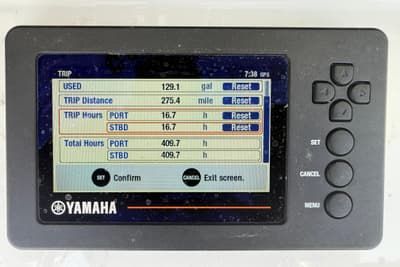 TRIP 7:38 GPS
USED 129.1 gal Reset
TRIP Distance 275.4 mile Reset
TRIP Hours PORT 16.7 h Reset
STBD 16.7 h Reset
Total Hours PORT 409.7 h
STBD 409.7 h
SET Confirm CANCEL Exit screen.
YAMAHA
SET
CANCEL
MENU